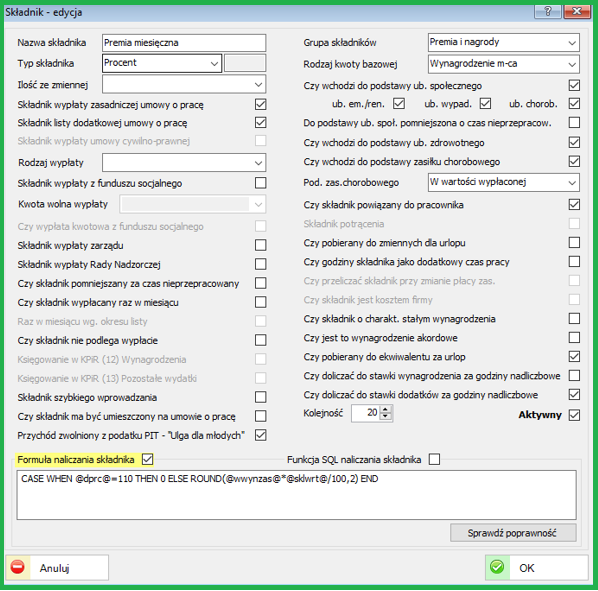 Składnik - edycja
Nazwa składnika Premia miesięczna
Typ składnika Procent
Ilość ze zmiennej
Składnik wypłaty zasadniczej umowy o pracę
Składnik listy dodatkowej umowy o pracę
Składnik wypłaty umowy cywilno-prawnej
Rodzaj wypłaty
Składnik wypłaty z funduszu socjalnego
Kwota wolna wypłaty
Czy wypłata kwotowa z funduszu socjalnego
Składnik wypłaty zarządu
Składnik wypłaty Rady Nadzorczej
Czy składnik pomniejszany za czas nieprzepracowany
Czy składnik wypłacany raz w miesiącu
Raz w miesiącu wg. okresu listy
Czy składnik nie podlega wypłacie
Księgowanie w KPiR (12) Wynagrodzenia
Księgowanie w KPiR (13) Pozostałe wydatki
Składnik szybkiego wprowadzania
Czy składnik ma być umieszczony na umowie o pracę
Przychód zwolniony z podatku PIT - "Ulga dla młodych"
Grupa składników Premia i nagrody
Rodzaj kwoty bazowej Wynagrodzenie m-ca
Czy wchodzi do podstawy ub. społecznego
ub. em./ren. ub. wypad. ub. chorob.
Do podstawy ub. społ. pomniejszona o czas nieprzepracow.
Czy wchodzi do podstawy ub. zdrowotnego
Czy wchodzi do podstawy zasiłku chorobowego
Pod. zas.chorobowego W wartości wypłaconej
Czy składnik powiązany do pracownika
Składnik potrącenia
Czy pobierany do zmiennych dla urlopu
Czy godziny składnika jako dodatkowy czas pracy
Czy przeliczać składnik przy zmianie płacy zas.
Czy składnik jest kosztem firmy
Czy składnik o charakt. stałym wynagrodzenia
Czy jest to wynagrodzenie akordowe
Czy pobierany do ekwiwalentu za urlop
Czy doliczać do stawki wynagrodzenia za godziny nadliczbowe
Czy doliczać do stawki dodatków za godziny nadliczbowe
Kolejność 20 Aktywny
Formuła naliczania składnika Funkcja SQL naliczania składnika
CASE WHEN @dprc@=110 THEN 0 ELSE ROUND(@wwynzas@*@sklwrt@/100,2) END
Sprawdź poprawność
Anuluj OK